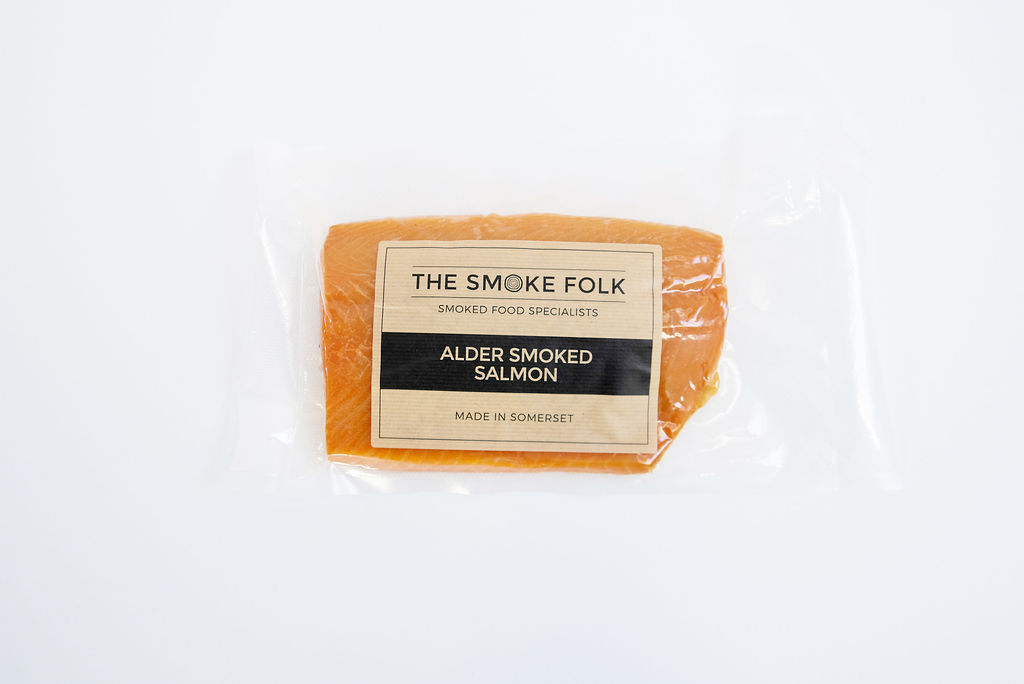 THE SMOKE FOLK
SMOKED FOOD SPECIALISTS
ALDER SMOKED
SALMON
MADE IN SOMERSET